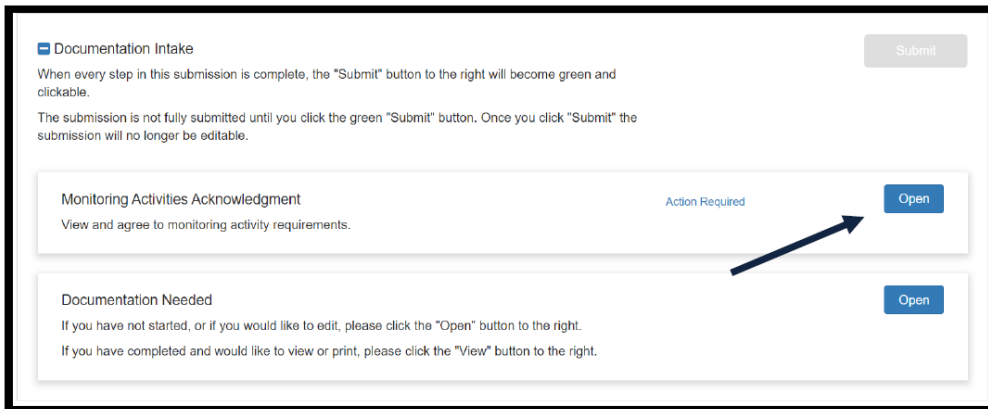 Documentation Intake
Submit
When every step in this submission is complete, the "Submit" button to the right will become green and
clickable.
The submission is not fully submitted until you click the green "Submit" button. Once you click "Submit" the
submission will no longer be editable.
Monitoring Activities Acknowledgment
Action Required
Open
View and agree to monitoring activity requirements.
Documentation Needed
Open
If you have not started, or if you would like to edit, please click the "Open" button to the right.
If you have completed and would like to view or print, please click the "View" button to the right.